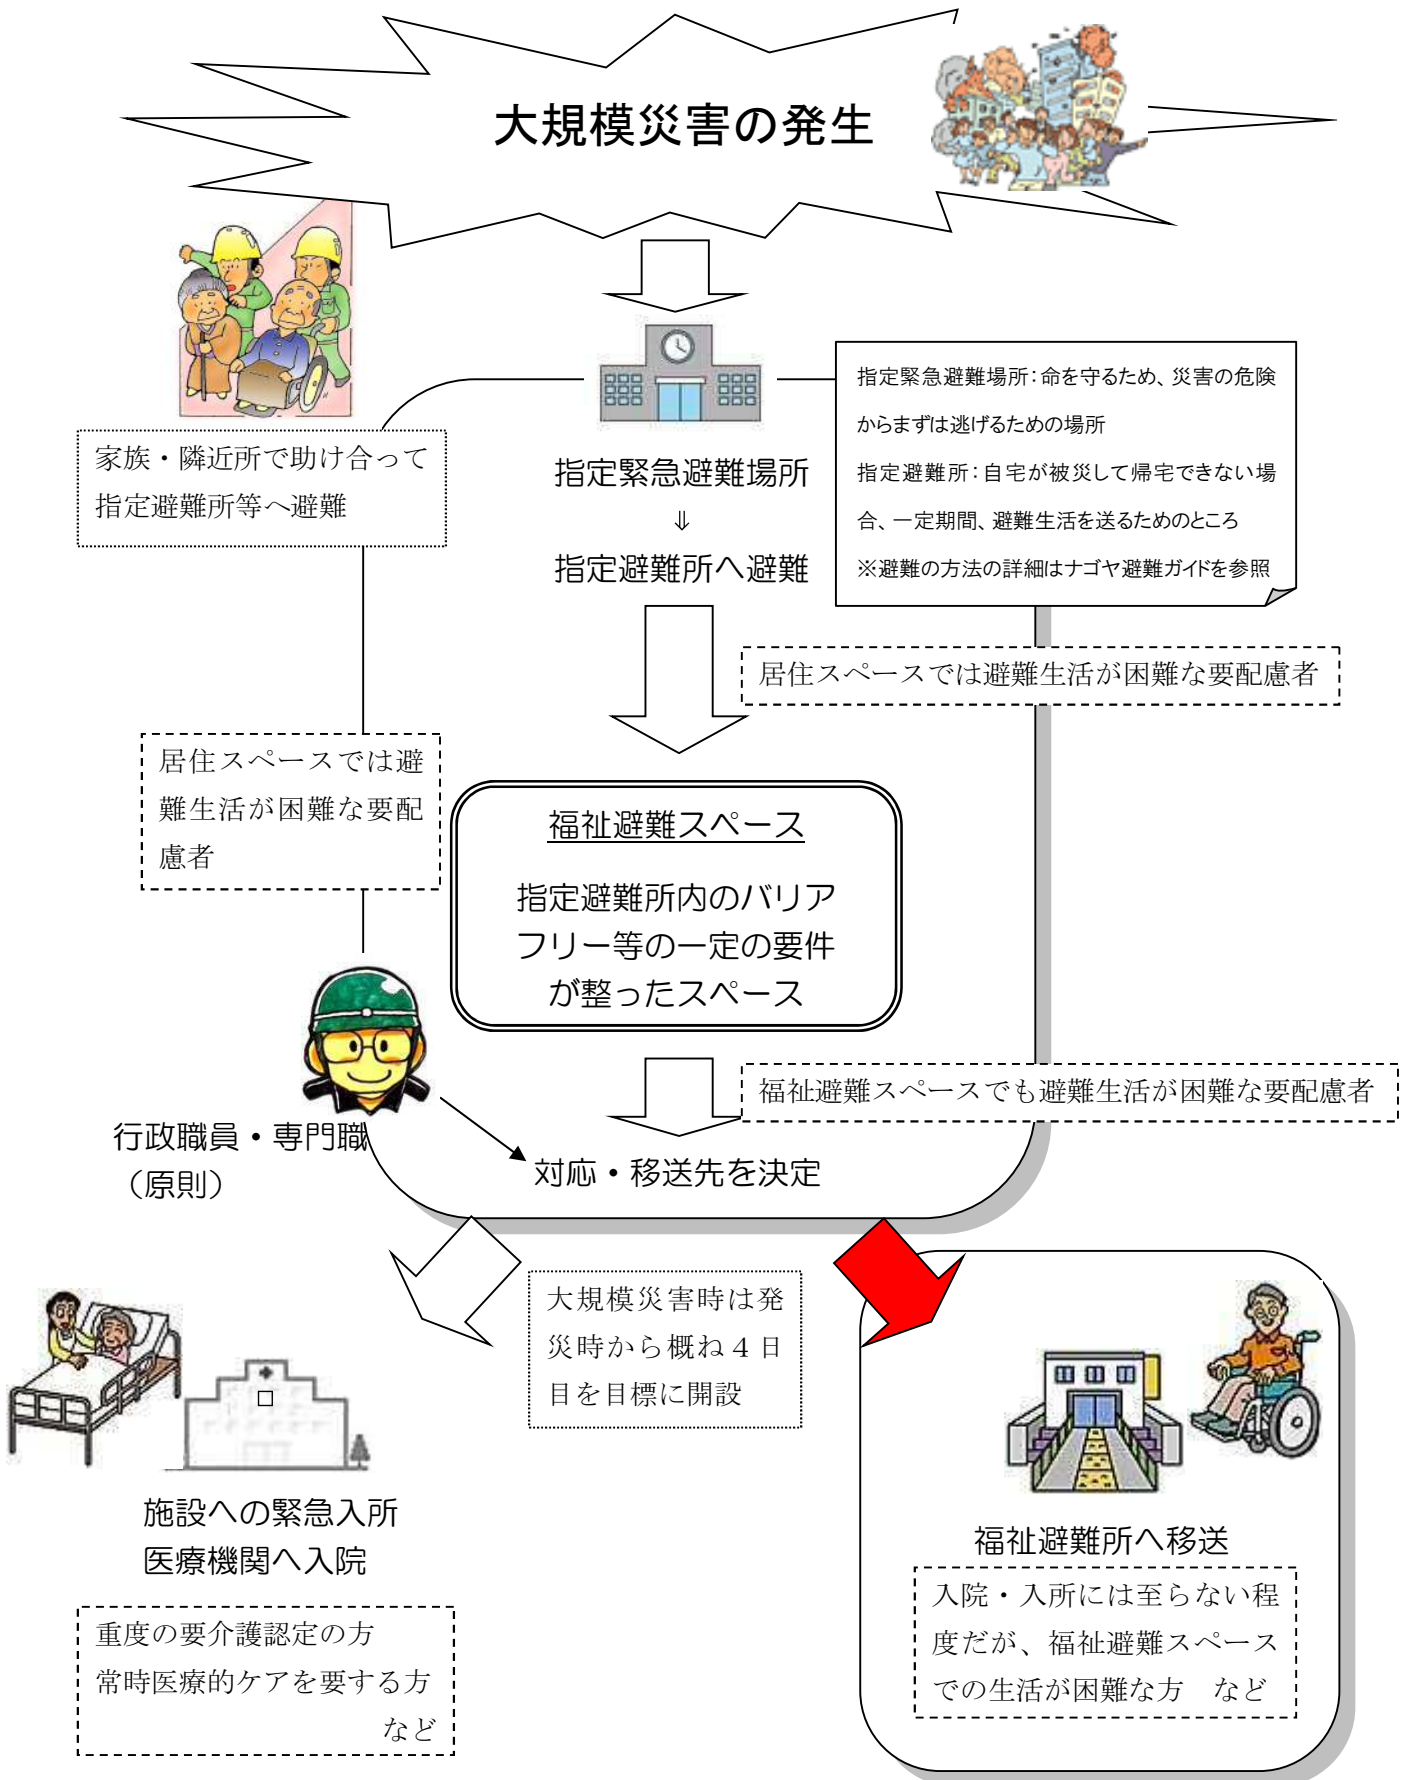 大規模災害の発生
家族・隣近所で助け合って
指定避難所等へ避難
指定緊急避難場所
⇓
指定避難所へ避難
指定緊急避難場所：命を守るため、災害の危険
からまずは逃げるための場所
指定避難所：自宅が被災して帰宅できない場
合、一定期間、避難生活を送るためのところ
※避難の方法の詳細はナゴヤ避難ガイドを参照
居住スペースでは避難生活が困難な要配慮者
居住スペースでは避
難生活が困難な要配
慮者
福祉避難スペース
指定避難所内のバリア
フリー等の一定の要件
が整ったスペース
福祉避難スペースでも避難生活が困難な要配慮者
行政職員・専門職
（原則）
対応・移送先を決定
大規模災害時は発
災時から概ね４日
目を目標に開設
施設への緊急入所
医療機関へ入院
重度の要介護認定の方
常時医療的ケアを要する方
など
福祉避難所へ移送
入院・入所には至らない程
度だが、福祉避難スペース
での生活が困難な方　など